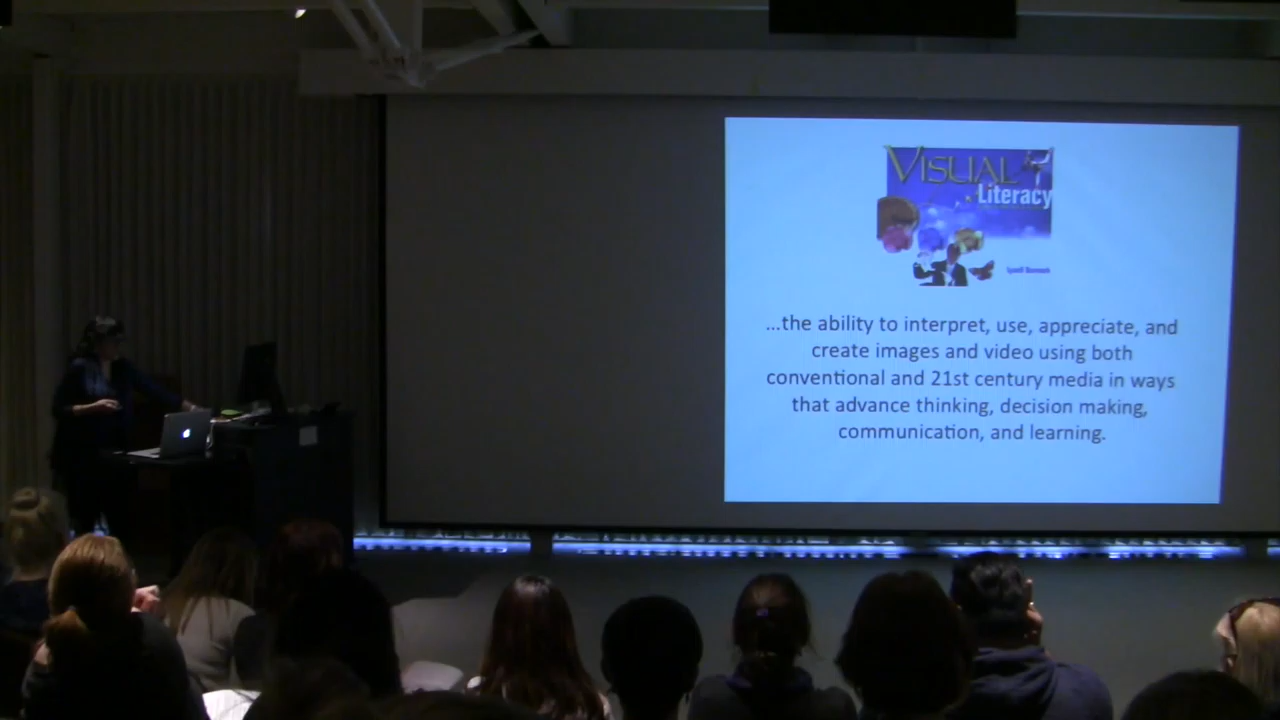 VISUAL
Literacy
...the ability to interpret, use, appreciate, and
create images and video using both
conventional and 21st century media in ways
that advance thinking, decision making,
communication, and learning.